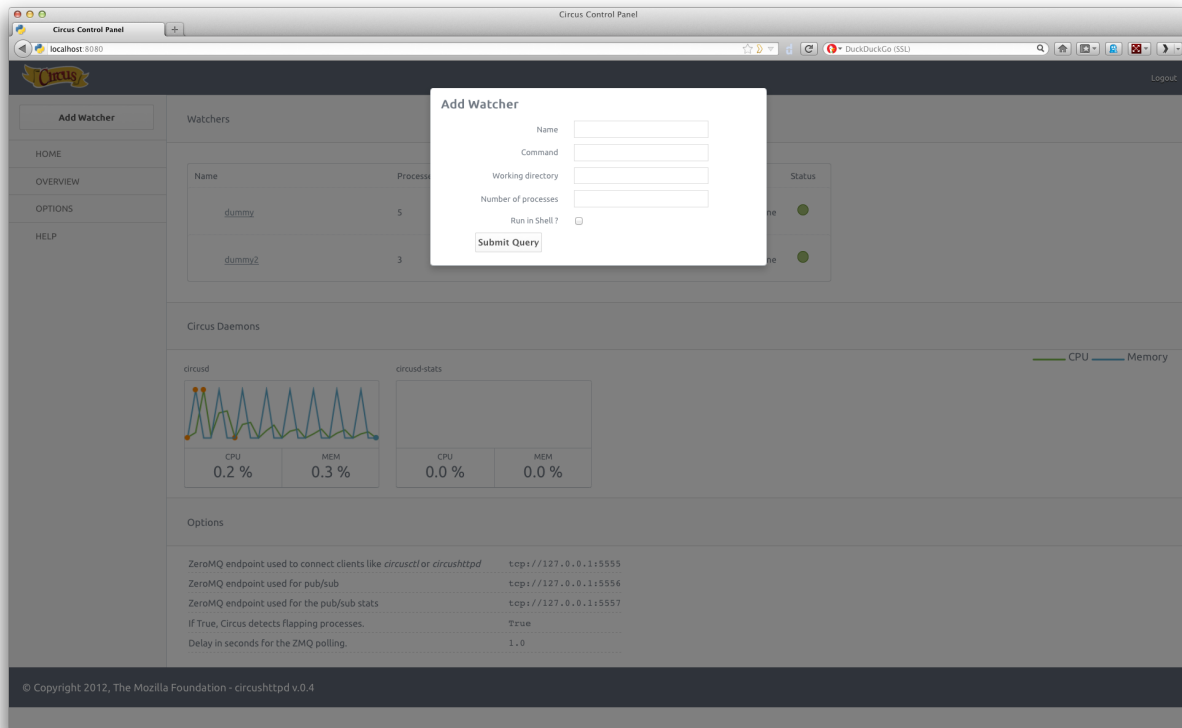 Circus Control Panel
Circus Control Panel
localhost:8080
DuckDuckGo (SSL)
Circus
Logout
Add Watcher
HOME
OVERVIEW
OPTIONS
HELP
Watchers
Name Status
dummy 5
dummy2 3
Add Watcher
Name
Command
Working directory
Number of processes
Run in Shell ?
Submit Query
Circus Daemons
CPU Memory
circusd circusd-stats
CPU MEM CPU MEM
0.2 % 0.3 % 0.0 % 0.0 %
Options
ZeroMQ endpoint used to connect clients like circusctl or circushttpd tcp://127.0.0.1:5555
ZeroMQ endpoint used for pub/sub tcp://127.0.0.1:5556
ZeroMQ endpoint used for the pub/sub stats tcp://127.0.0.1:5557
If True, Circus detects flapping processes. True
Delay in seconds for the ZMQ polling. 1.0
© Copyright 2012, The Mozilla Foundation - circushttpd v.0.4